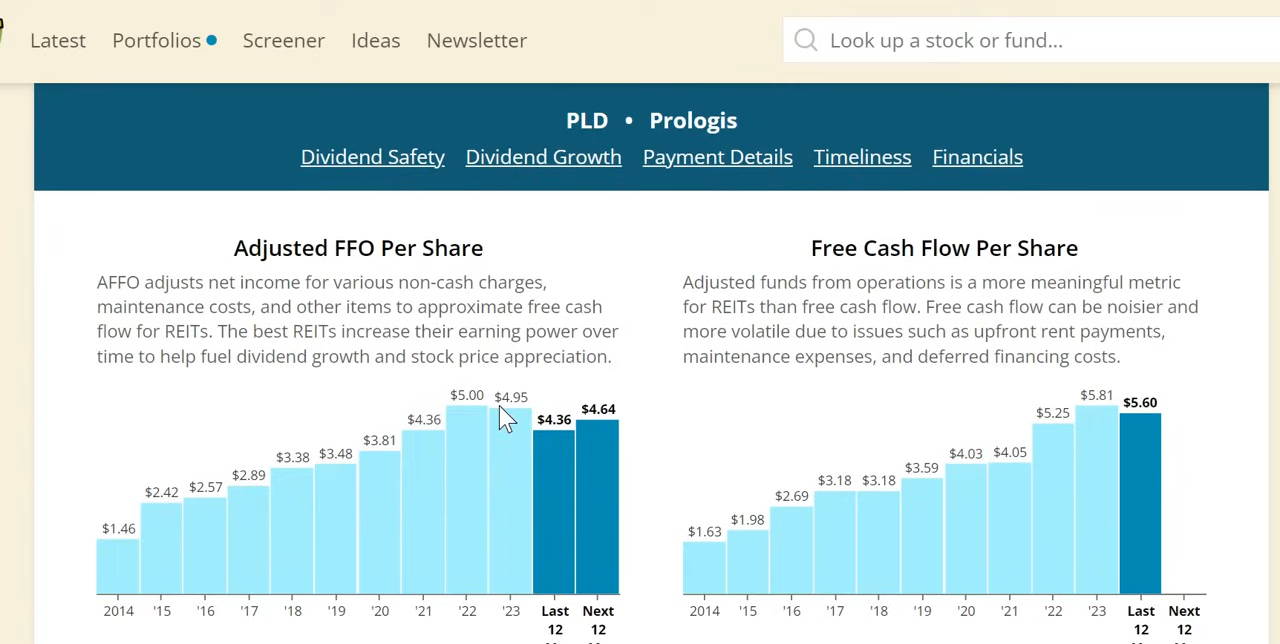 Latest Portfolios Screener Ideas Newsletter Look up a stock or fund...
PLD • Prologis
Dividend Safety Dividend Growth Payment Details Timeliness Financials
Adjusted FFO Per Share
AFFO adjusts net income for various non-cash charges,
maintenance costs, and other items to approximate free cash
flow for REITs. The best REITs increase their earning power over
time to help fuel dividend growth and stock price appreciation.
$1.46 $2.42 $2.57 $2.89 $3.38 $3.48 $3.81 $4.36 $5.00 $4.95 $4.36 $4.64
2014 '15 '16 '17 '18 '19 '20 '21 '22 '23 Last Next
12 12
Free Cash Flow Per Share
Adjusted funds from operations is a more meaningful metric
for REITs than free cash flow. Free cash flow can be noisier and
more volatile due to issues such as upfront rent payments,
maintenance expenses, and deferred financing costs.
$1.63 $1.98 $2.69 $3.18 $3.18 $3.59 $4.03 $4.05 $5.25 $5.81 $5.60
2014 '15 '16 '17 '18 '19 '20 '21 '22 '23 Last Next
12 12